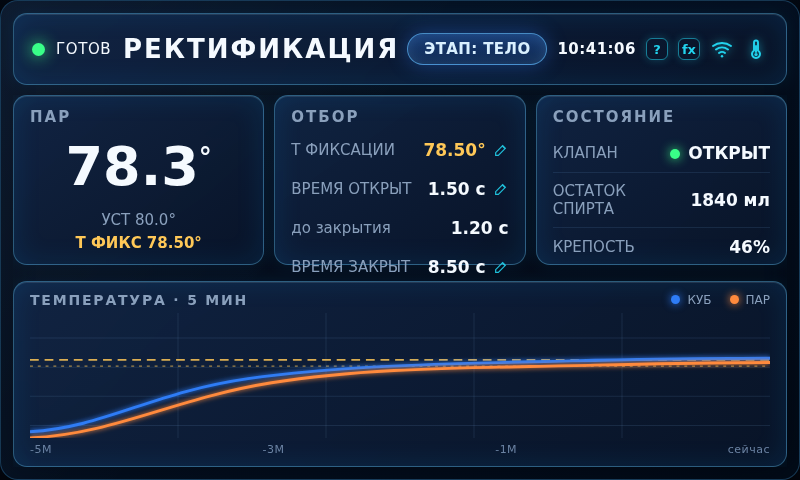 ГОТОВ РЕКТИФИКАЦИЯ ЭТАП: ТЕЛО 10:41:06 ? fx
ПАР
78.3°
УСТ 80.0°
Т ФИКС 78.50°
ОТБОР
Т ФИКСАЦИИ 78.50°
ВРЕМЯ ОТКРЫТ 1.50 с
до закрытия 1.20 с
ВРЕМЯ ЗАКРЫТ 8.50 с
СОСТОЯНИЕ
КЛАПАН ОТКРЫТ
ОСТАТОК
СПИРТА 1840 мл
КРЕПОСТЬ 46%
ТЕМПЕРАТУРА · 5 МИН КУБ ПАР
-5М -3М -1М сейчас